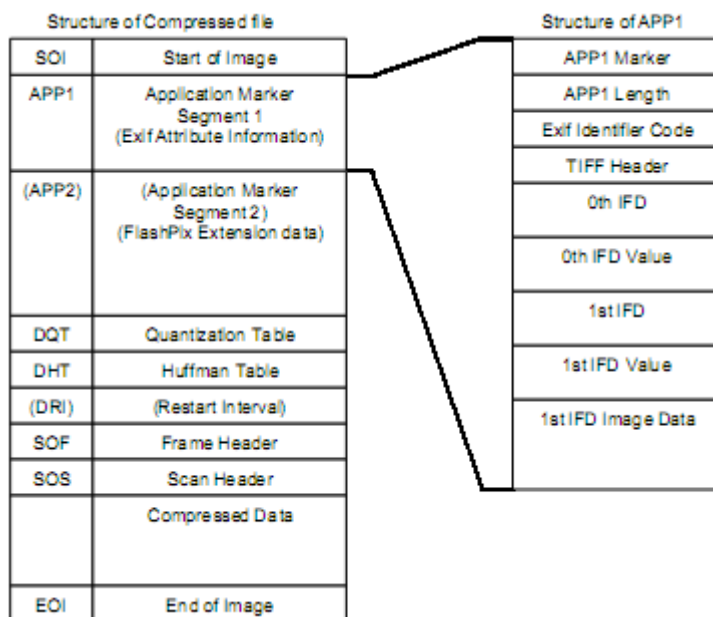 Structure of Compressed file
SOI Start of Image
APP1 Application Marker
Segment 1
(Exif Attribute Information)
(APP2) (Application Marker
Segment 2)
(FlashPix Extension data)
DQT Quantization Table
DHT Huffman Table
(DRI) (Restart Interval)
SOF Frame Header
SOS Scan Header
Compressed Data
EOI End of Image
Structure of APP1
APP1 Marker
APP1 Length
Exif Identifier Code
TIFF Header
0th IFD
0th IFD Value
1st IFD
1st IFD Value
1st IFD Image Data